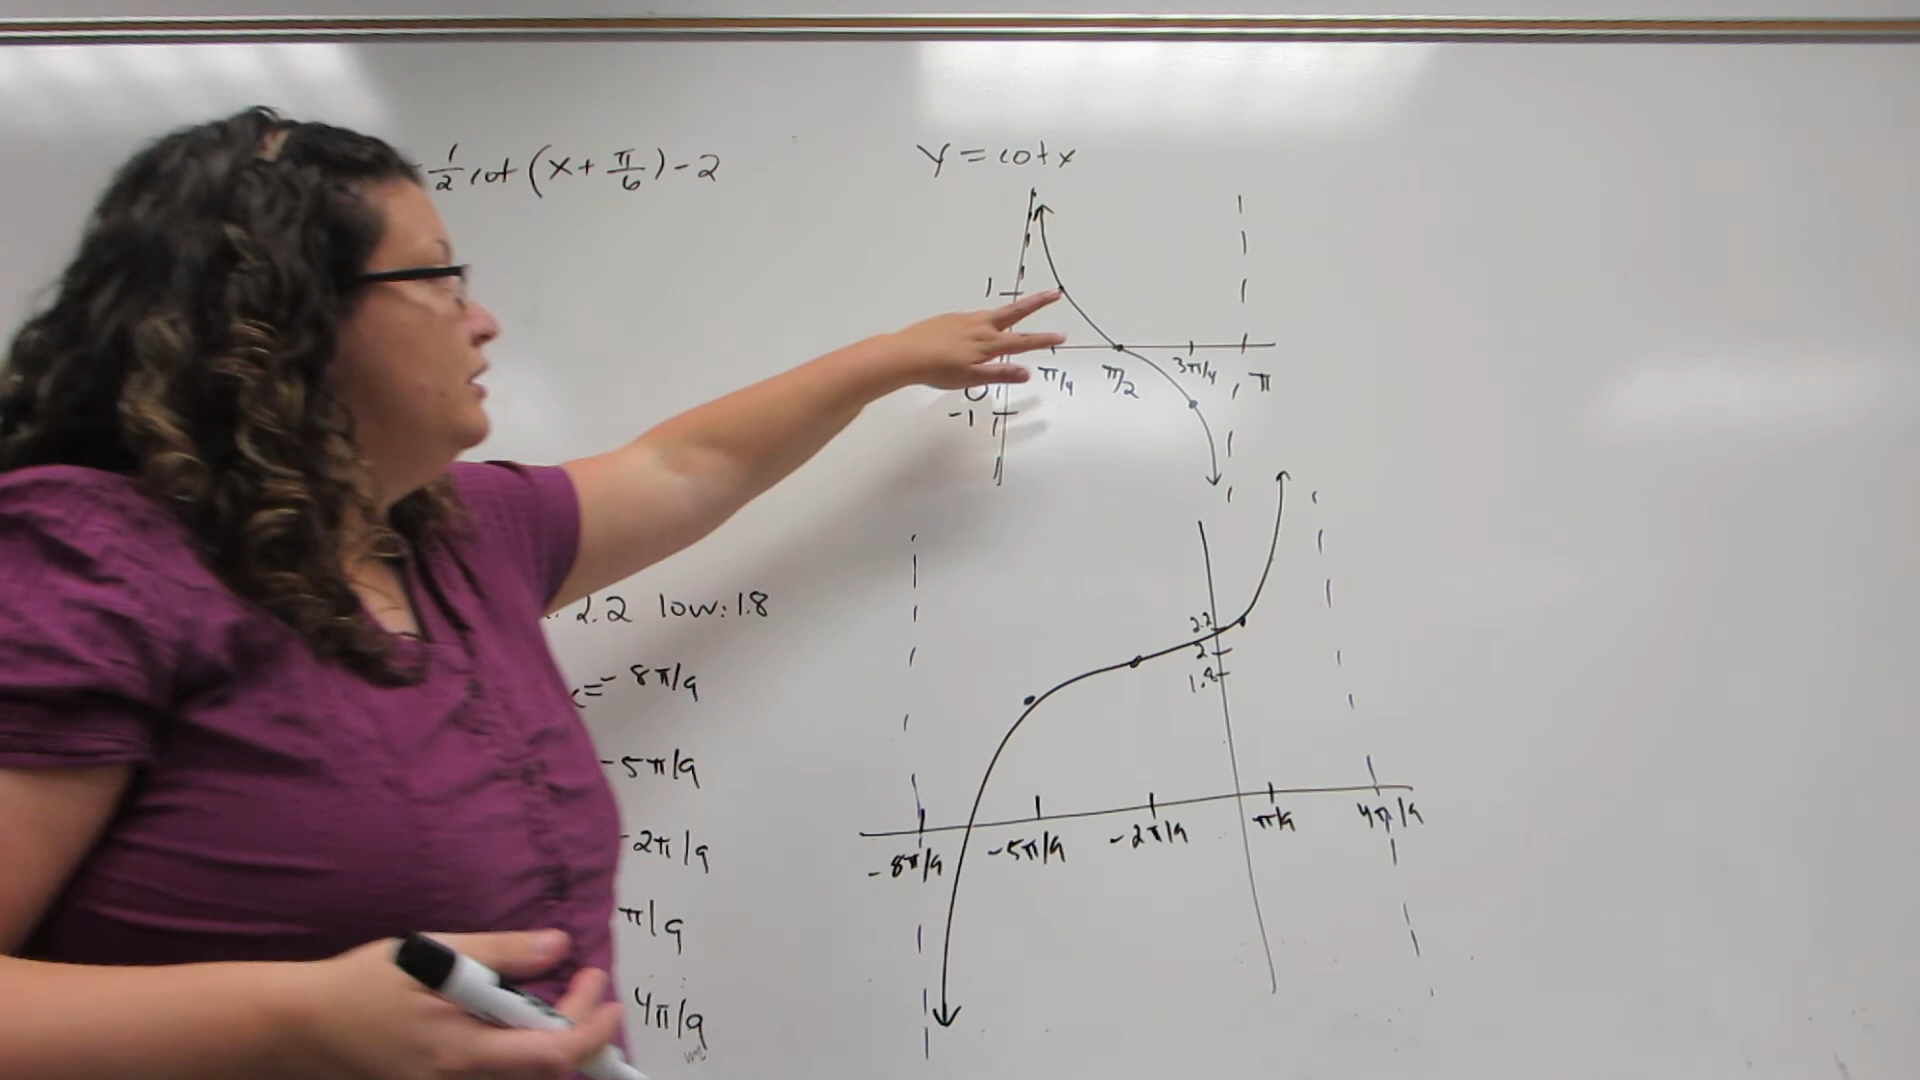 1/2 cot (x + π/6) - 2
y = cot x
1
π/4 π/2 3π/4 π
-1
2.2 low: 1.8
= -8π/9
-5π/9
-2π/9
π/9
4π/9
2.2
2
1.8
-8π/9 -5π/9 -2π/9 π/9 4π/9